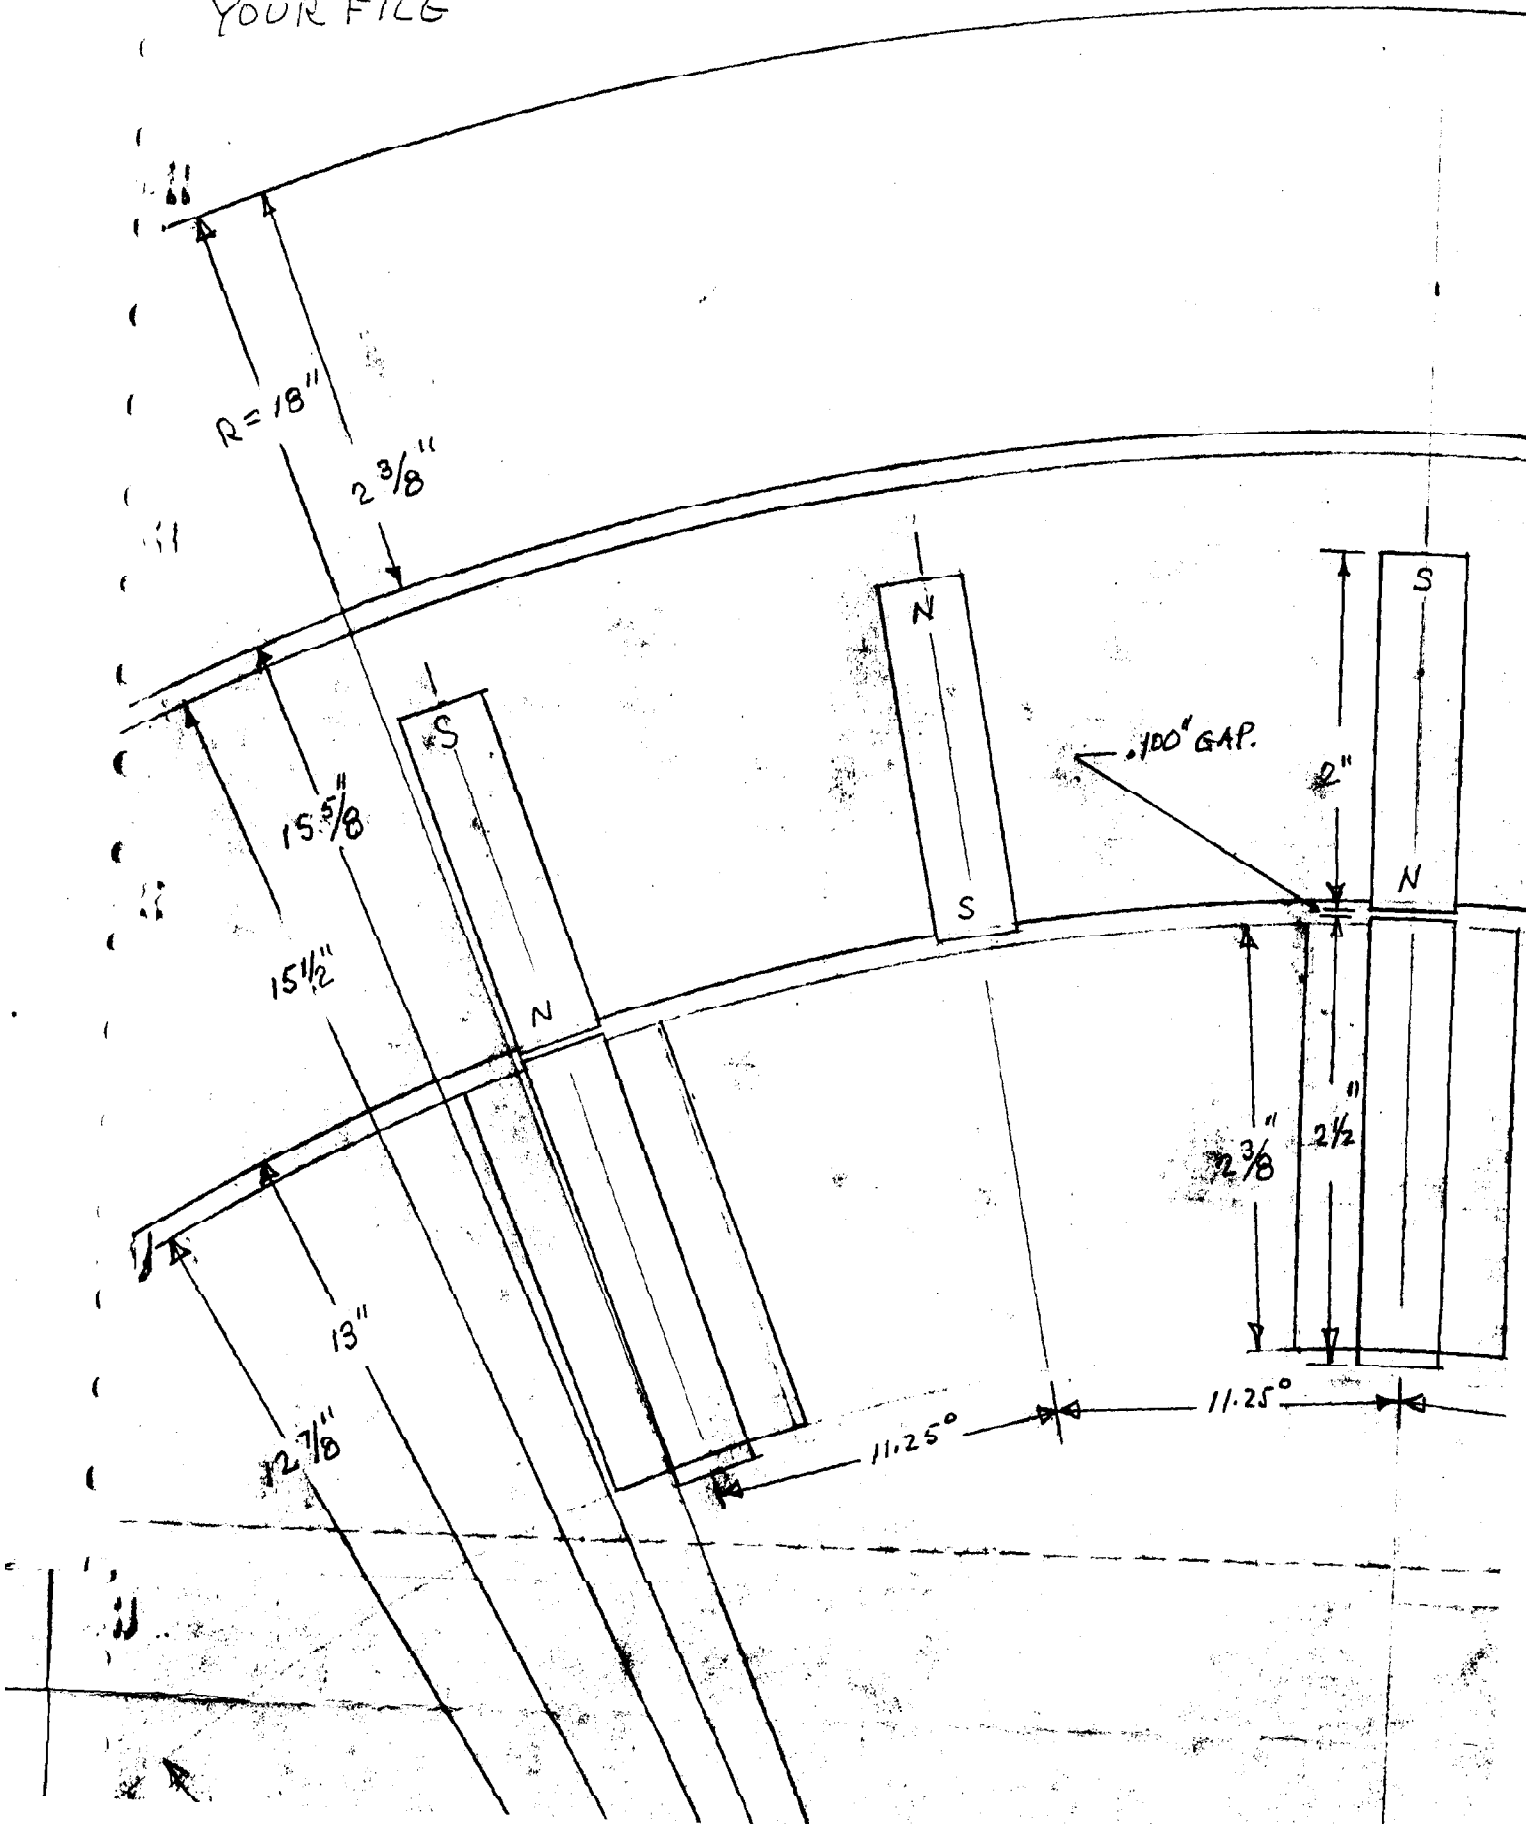 YOUR FILE
R = 18"
2 3/8"
S
N
S
.100" GAP.
2"
15 5/8"
N
S
N
15 1/2"
2 3/8"
2 1/2"
13"
11.25°
11.25°
12 7/8"